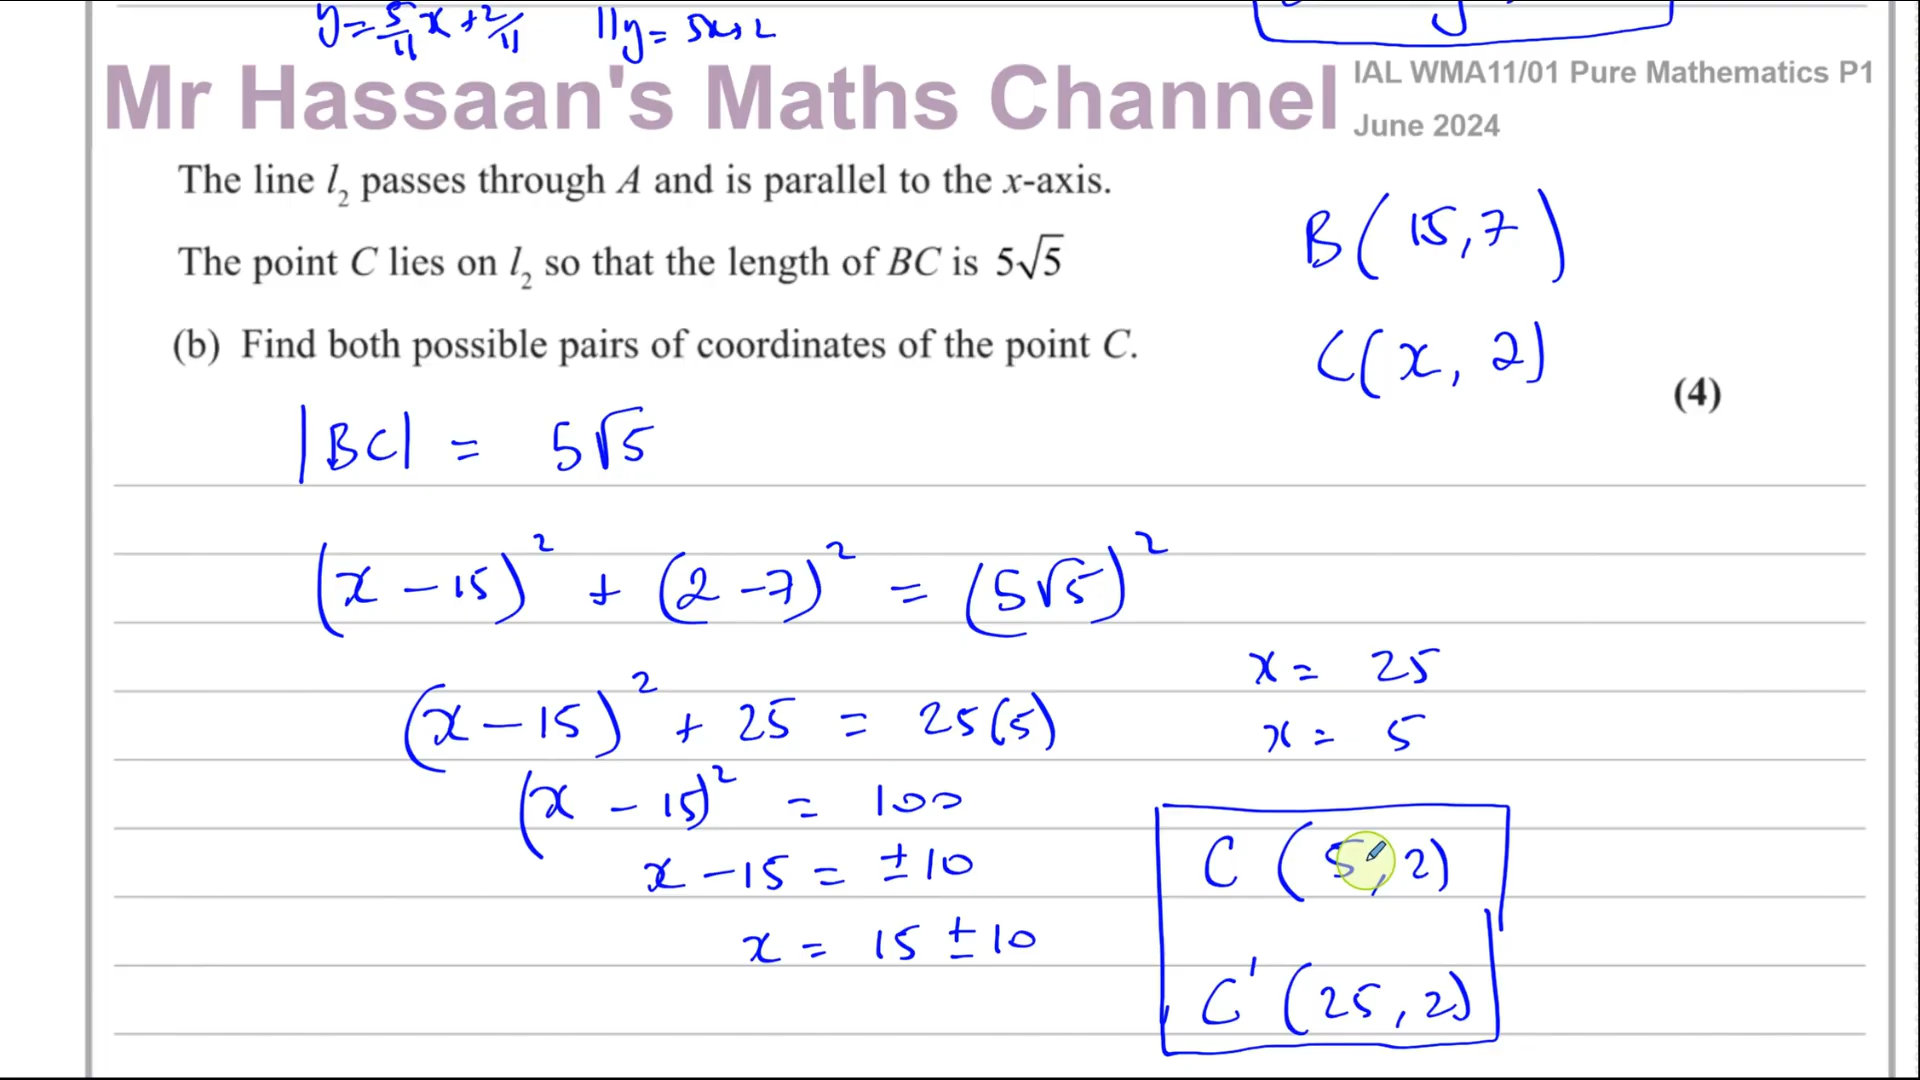 y = 5/11 x + 2/11    11y = 5x + 2
Mr Hassaan's Maths Channel
IAL WMA11/01 Pure Mathematics P1
June 2024
The line l₂ passes through A and is parallel to the x-axis.
The point C lies on l₂ so that the length of BC is 5√5
(b) Find both possible pairs of coordinates of the point C.
(4)
B(15,7)
C(x, 2)
|BC| = 5√5
(x - 15)² + (2 - 7)² = (5√5)²
(x - 15)² + 25 = 25(5)
(x - 15)² = 100
x - 15 = ±10
x = 15 ± 10
x = 25
x = 5
C (5, 2)
C' (25, 2)